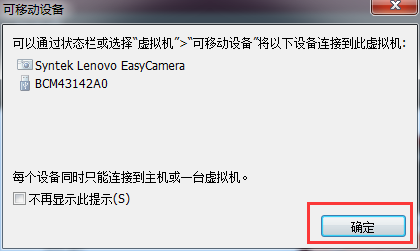 可移动设备
可以通过状态栏或选择“虚拟机”>“可移动设备”将以下设备连接到此虚拟机:
Syntek Lenovo EasyCamera
BCM43142A0
每个设备同时只能连接到主机或一台虚拟机。
不再显示此提示(S)
确定